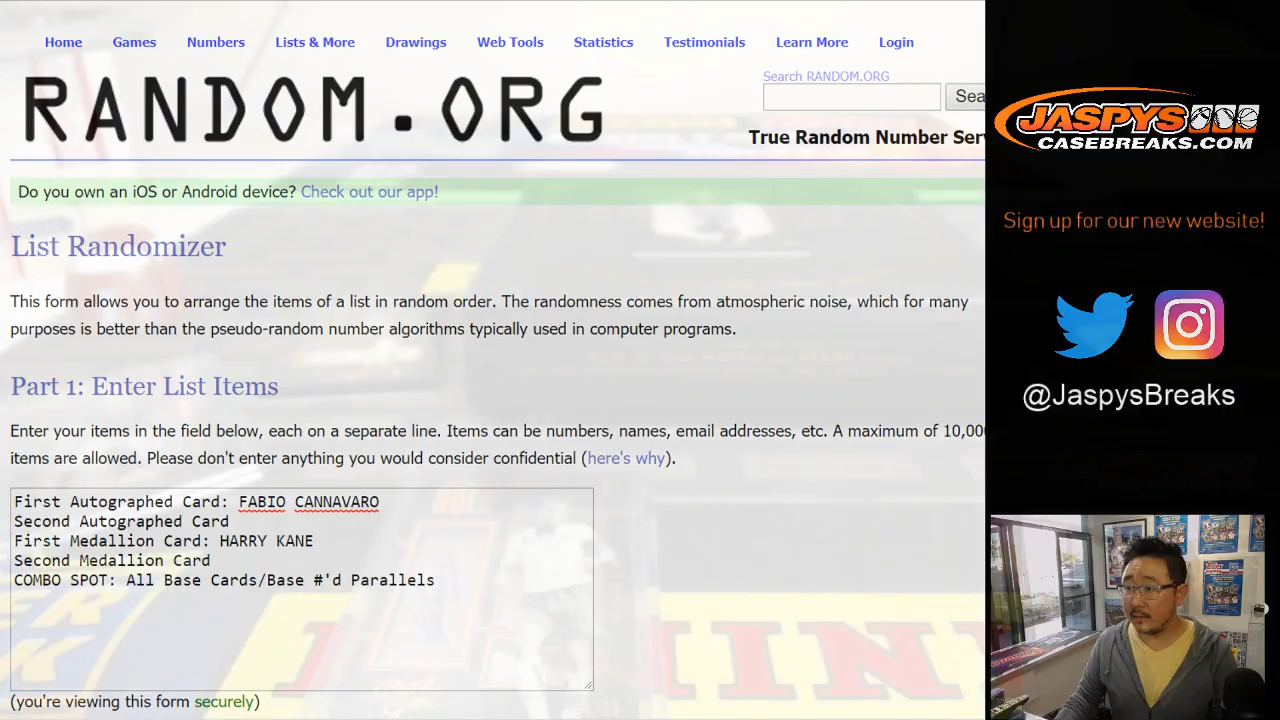 Home Games Numbers Lists & More Drawings Web Tools Statistics Testimonials Learn More Login
RANDOM.ORG
Search RANDOM.ORG
Sea
True Random Number Ser
Do you own an iOS or Android device? Check out our app!
List Randomizer
This form allows you to arrange the items of a list in random order. The randomness comes from atmospheric noise, which for many
purposes is better than the pseudo-random number algorithms typically used in computer programs.
Part 1: Enter List Items
Enter your items in the field below, each on a separate line. Items can be numbers, names, email addresses, etc. A maximum of 10,00
items are allowed. Please don't enter anything you would consider confidential (here's why).
First Autographed Card: FABIO CANNAVARO
Second Autographed Card
First Medallion Card: HARRY KANE
Second Medallion Card
COMBO SPOT: All Base Cards/Base #'d Parallels
(you're viewing this form securely)
JASPYS
CASEBREAKS.COM
Sign up for our new website!
@JaspysBreaks